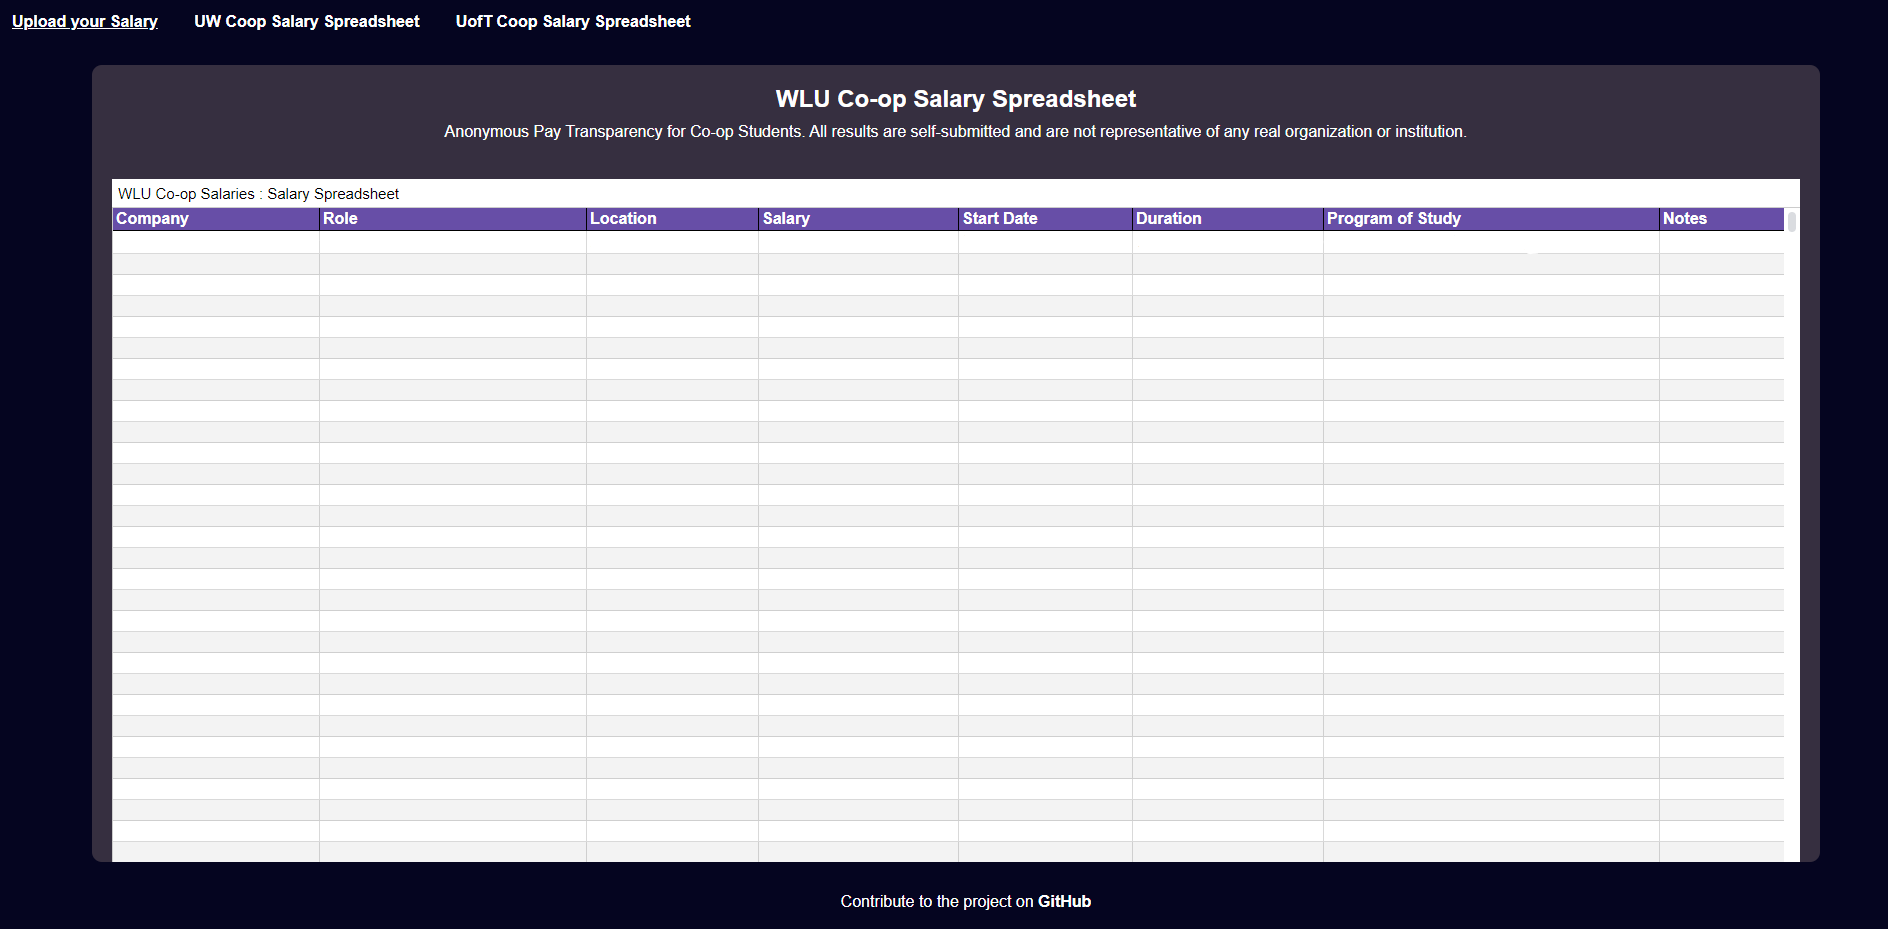 Upload your Salary UW Coop Salary Spreadsheet UofT Coop Salary Spreadsheet
WLU Co-op Salary Spreadsheet
Anonymous Pay Transparency for Co-op Students. All results are self-submitted and are not representative of any real organization or institution.
WLU Co-op Salaries : Salary Spreadsheet
Company Role Location Salary Start Date Duration Program of Study Notes
Contribute to the project on GitHub